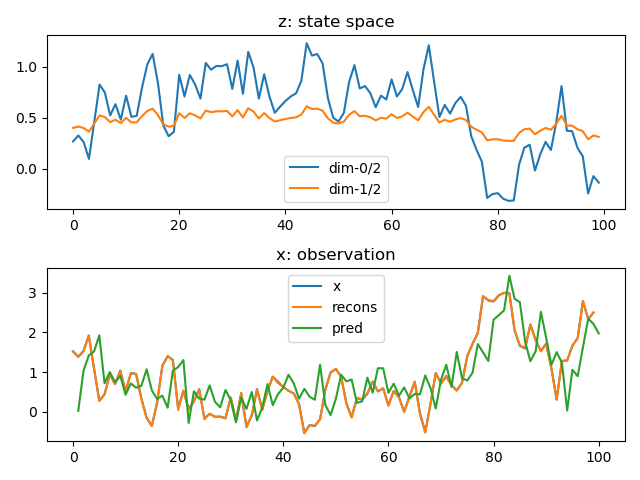 z: state space
1.0
0.5
0.0
dim-0/2
dim-1/2
0 20 40 60 80 100
x: observation
3
2
1
0
x
recons
pred
0 20 40 60 80 100